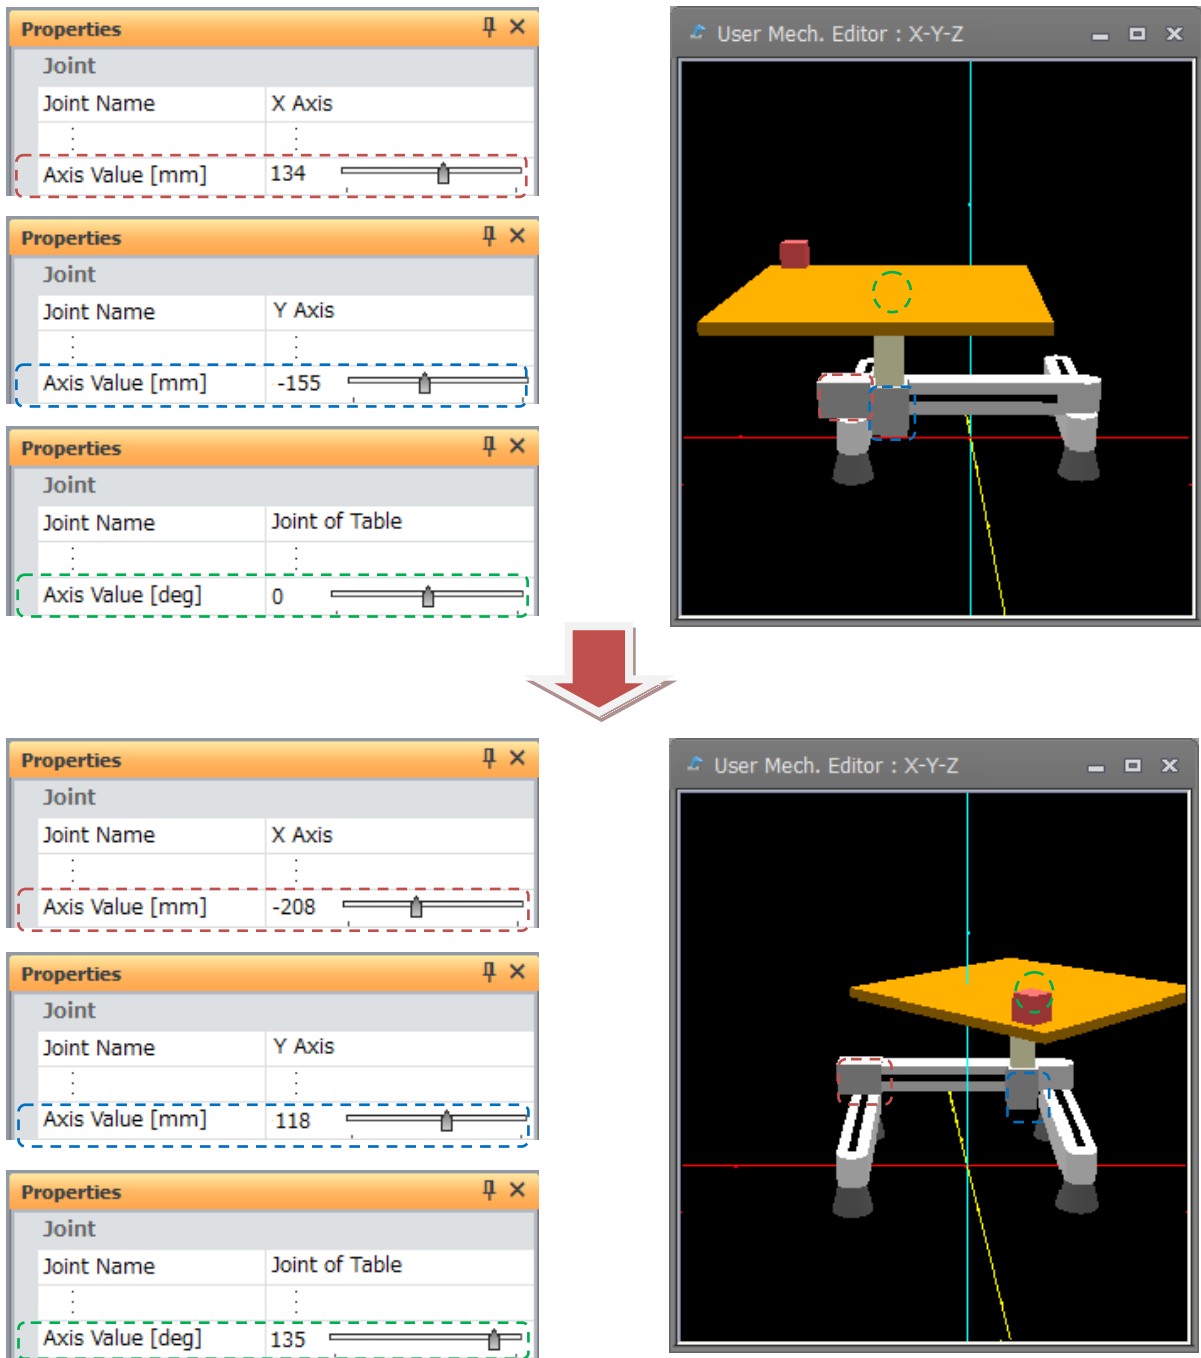 Properties
Joint
Joint Name X Axis
Axis Value [mm] 134
Properties
Joint
Joint Name Y Axis
Axis Value [mm] -155
Properties
Joint
Joint Name Joint of Table
Axis Value [deg] 0
User Mech. Editor : X-Y-Z
Properties
Joint
Joint Name X Axis
Axis Value [mm] -208
Properties
Joint
Joint Name Y Axis
Axis Value [mm] 118
Properties
Joint
Joint Name Joint of Table
Axis Value [deg] 135
User Mech. Editor : X-Y-Z